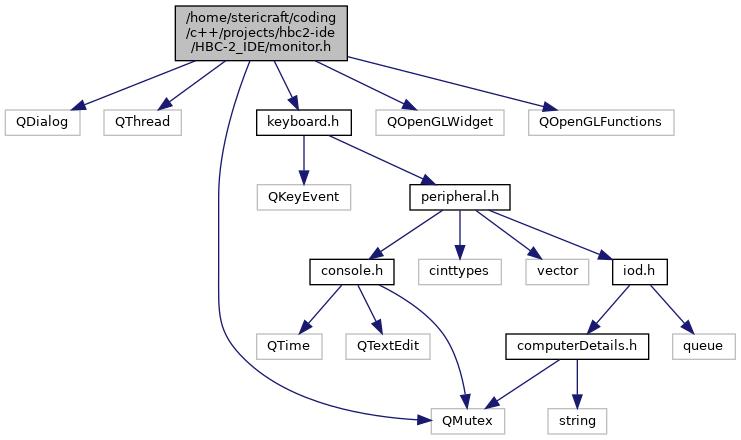 /home/stericraft/coding
/c++/projects/hbc2-ide
/HBC-2_IDE/monitor.h
QDialog
QThread
keyboard.h
QOpenGLWidget
QOpenGLFunctions
QKeyEvent
peripheral.h
console.h
cinttypes
vector
iod.h
QTime
QTextEdit
computerDetails.h
queue
QMutex
string